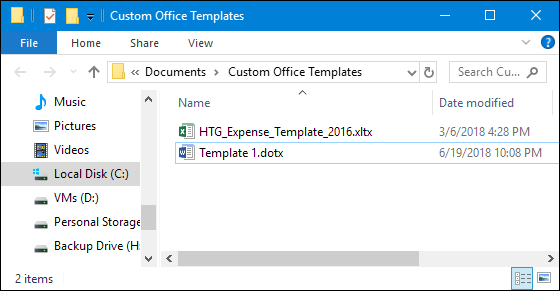 Custom Office Templates
File Home Share View
« Documents > Custom Office Templates Search Cu...
Name Date modified
Music
Pictures
Videos
Local Disk (C:)
VMs (D:)
Personal Storage
Backup Drive (H:
HTG_Expense_Template_2016.xltx 3/6/2018 4:28 PM
Template 1.dotx 6/19/2018 10:08 PM
2 items